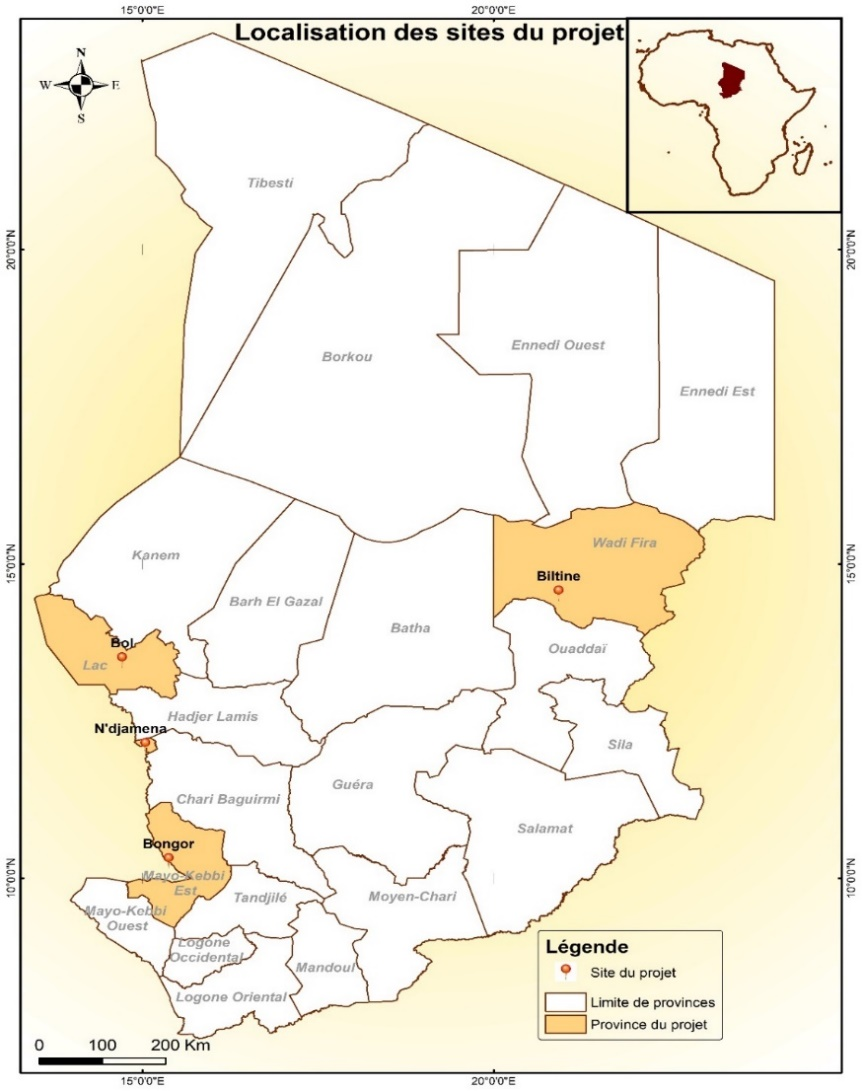 15°0'0"E
20°0'0"E
Localisation des sites du projet
N
W
E
S
Tibesti
20°0'0"N
20°0'0"N
Borkou
Ennedi Ouest
Ennedi Est
Kanem
Wadi Fira
15°0'0"N
15°0'0"N
Biltine
Barh El Gazal
Batha
Bol
Ouaddaï
Lac
Hadjer Lamis
N'djamena
Sila
Guéra
Chari Baguirmi
Salamat
Bongor
Mayo-Kebbi
Est
10°0'0"N
10°0'0"N
Tandjilé
Moyen-Chari
Mayo-Kebbi
Ouest
Logone
Occidental
Mandoul
Logone Oriental
Légende
Site du projet
Limite de provinces
Province du projet
0 100 200 Km
15°0'0"E
20°0'0"E